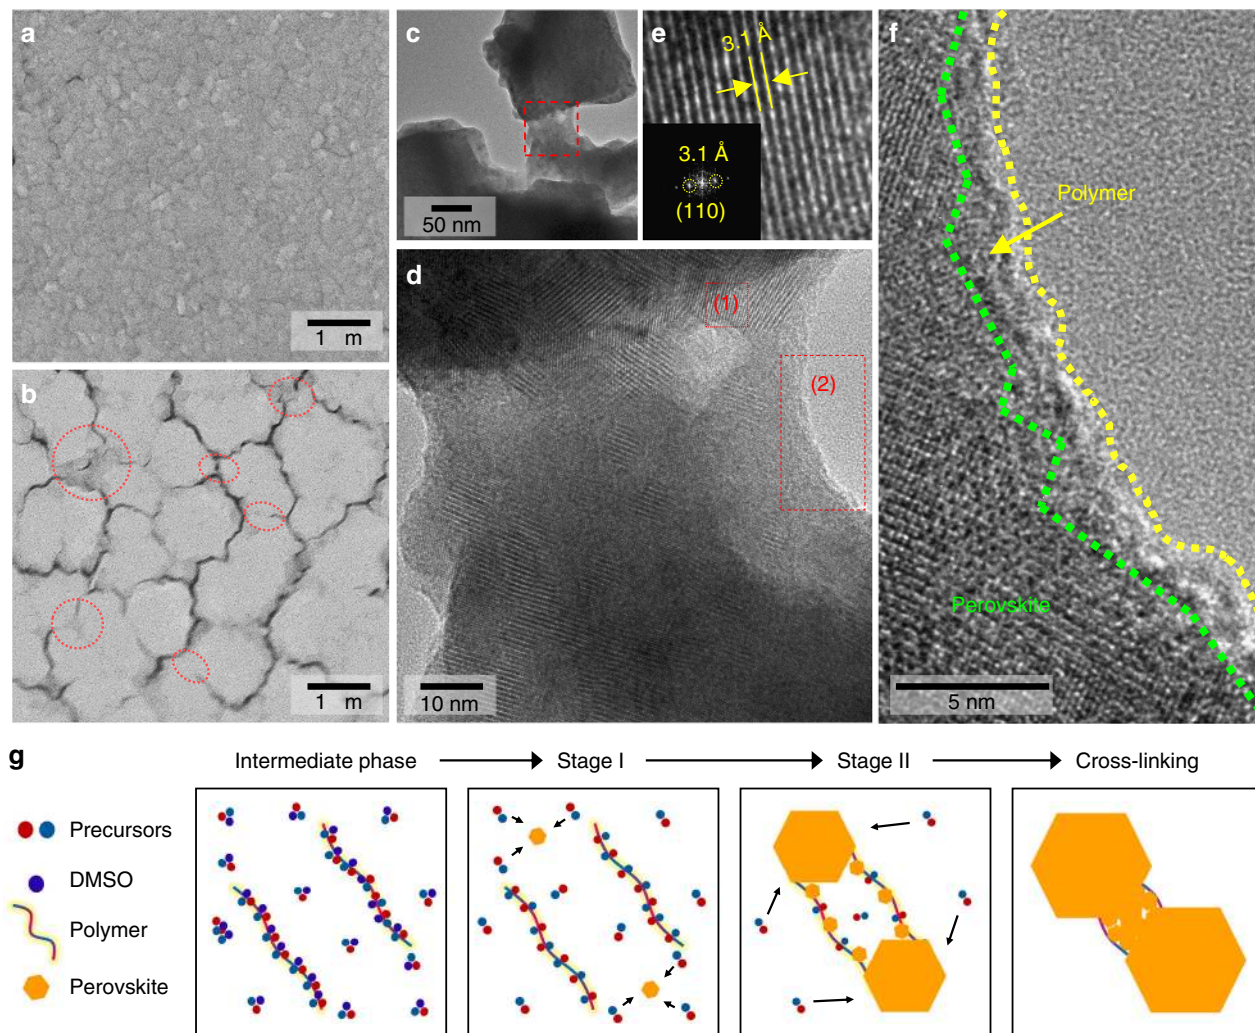 a
1 m
b
1 m
c
50 nm
d
(1)
(2)
10 nm
e
3.1 Å
3.1 Å
(110)
f
Polymer
Perovskite
5 nm
g
Intermediate phase
Stage I
Stage II
Cross-linking
Precursors
DMSO
Polymer
Perovskite